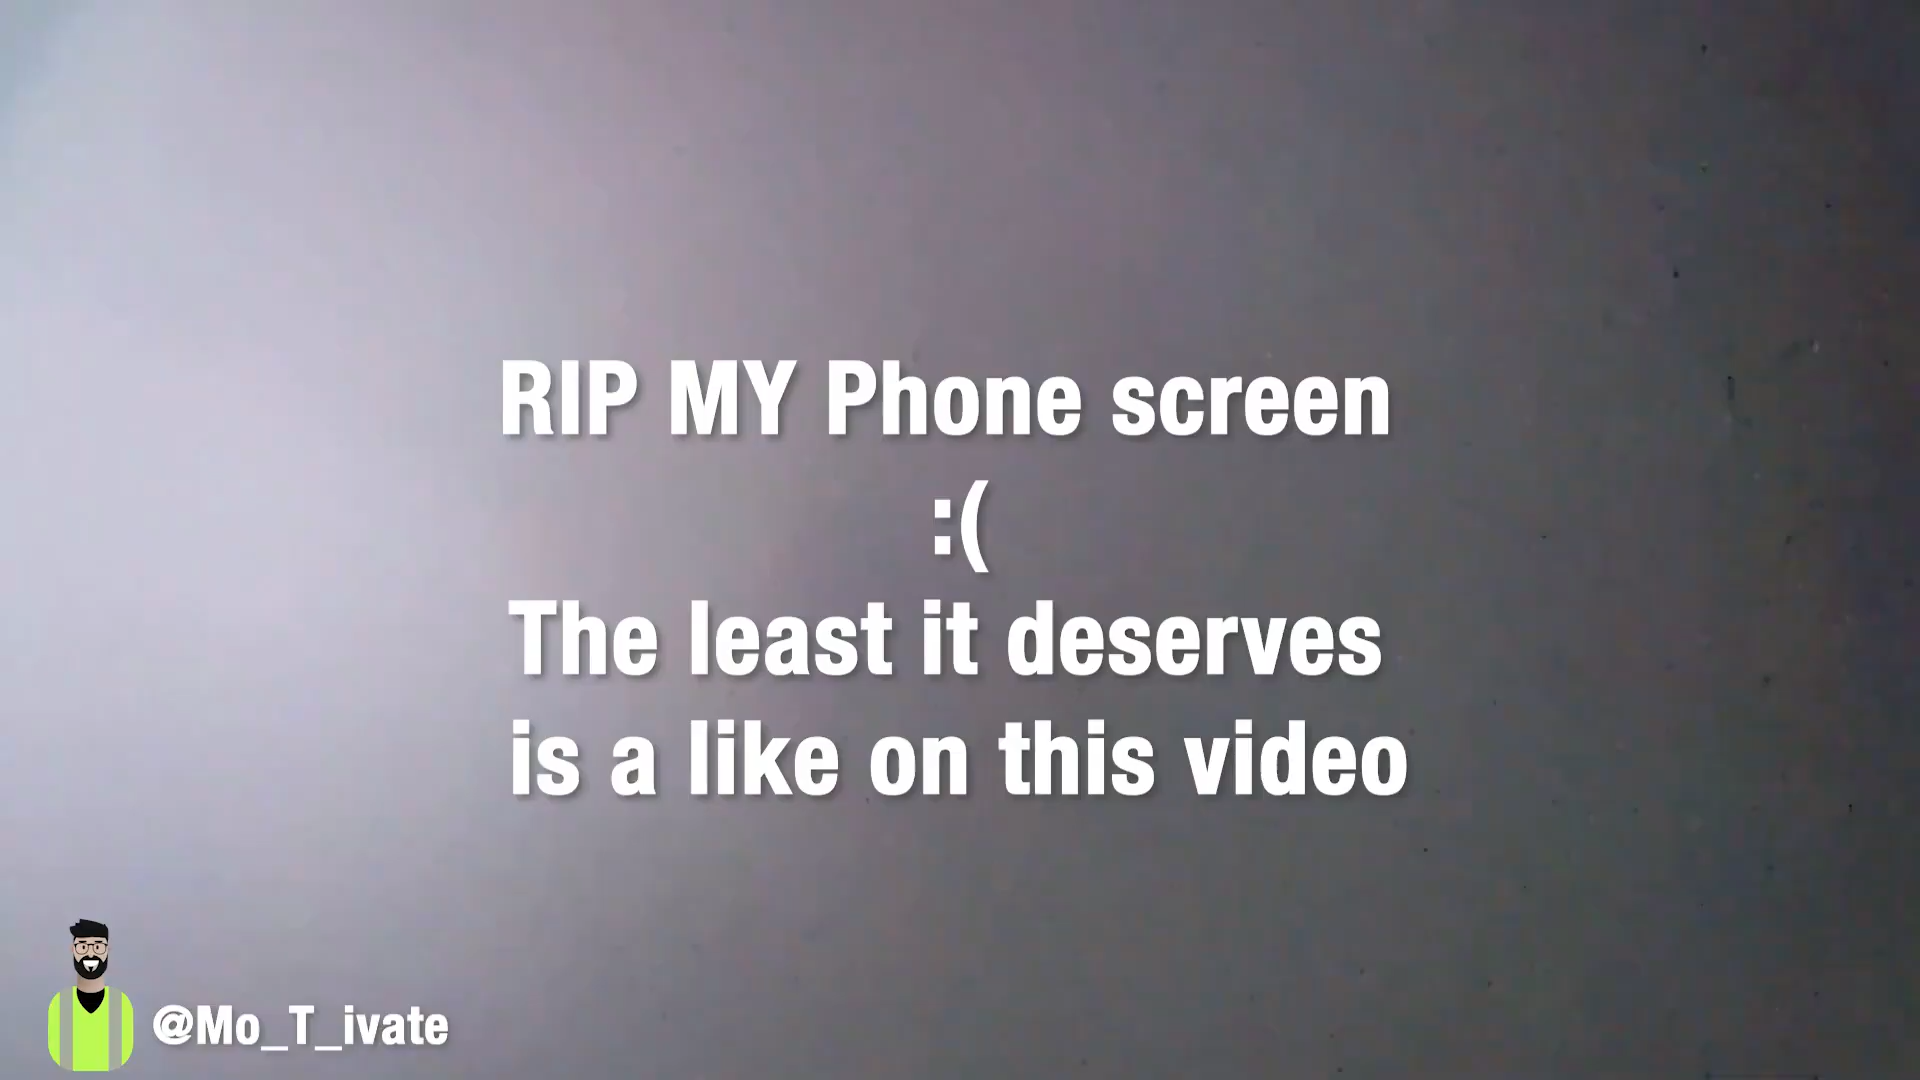 RIP MY Phone screen
:(
The least it deserves
is a like on this video
@Mo_T_ivate